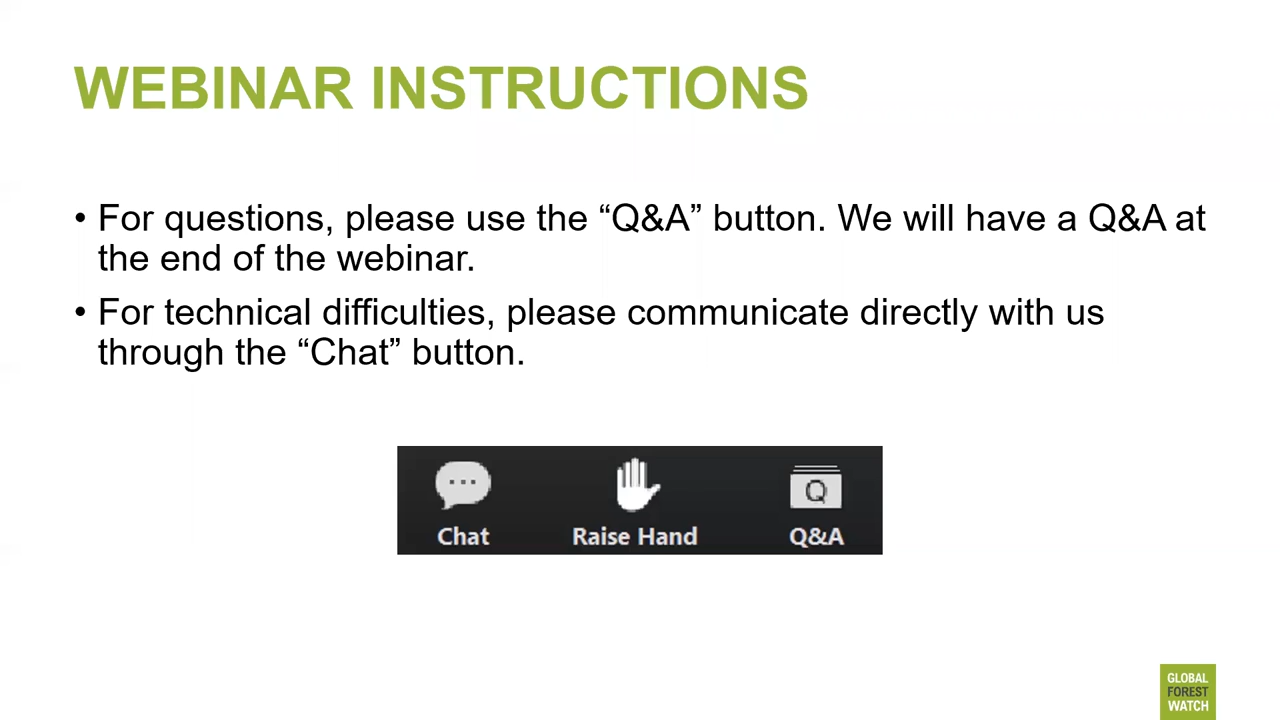 WEBINAR INSTRUCTIONS
• For questions, please use the “Q&A” button. We will have a Q&A at
the end of the webinar.
• For technical difficulties, please communicate directly with us
through the “Chat” button.
Q
Chat Raise Hand Q&A
GLOBAL
FOREST
WATCH